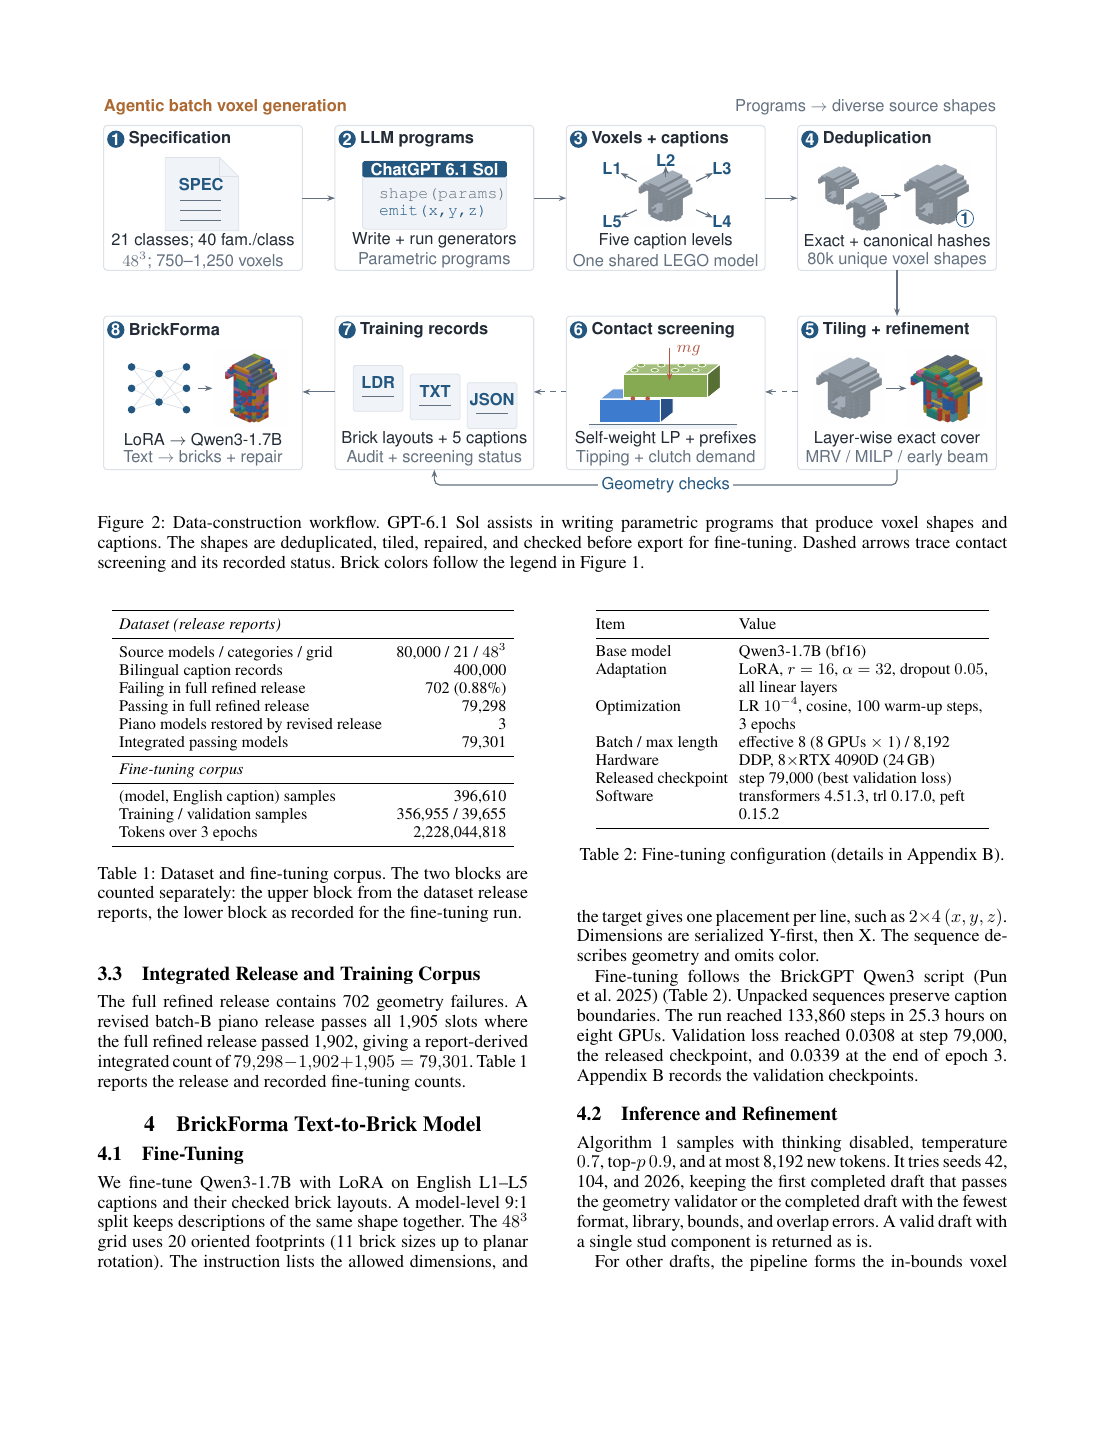 Agentic batch voxel generation
Programs → diverse source shapes
1 Specification
SPEC
21 classes; 40 fam./class
48³; 750–1,250 voxels
2 LLM programs
ChatGPT 6.1 Sol
shape(params)
emit(x,y,z)
Write + run generators
Parametric programs
3 Voxels + captions
L1 L2 L3
L5 L4
Five caption levels
One shared LEGO model
4 Deduplication
1
Exact + canonical hashes
80k unique voxel shapes
8 BrickForma
LoRA → Qwen3-1.7B
Text → bricks + repair
7 Training records
LDR
TXT
JSON
Brick layouts + 5 captions
Audit + screening status
6 Contact screening
mg
Self-weight LP + prefixes
Tipping + clutch demand
5 Tiling + refinement
Layer-wise exact cover
MRV / MILP / early beam
Geometry checks
Figure 2: Data-construction workflow. GPT-6.1 Sol assists in writing parametric programs that produce voxel shapes and
captions. The shapes are deduplicated, tiled, repaired, and checked before export for fine-tuning. Dashed arrows trace contact
screening and its recorded status. Brick colors follow the legend in Figure 1.
Dataset (release reports)
Source models / categories / grid 80,000 / 21 / 48³
Bilingual caption records 400,000
Failing in full refined release 702 (0.88%)
Passing in full refined release 79,298
Piano models restored by revised release 3
Integrated passing models 79,301
Fine-tuning corpus
(model, English caption) samples 396,610
Training / validation samples 356,955 / 39,655
Tokens over 3 epochs 2,228,044,818
Table 1: Dataset and fine-tuning corpus. The two blocks are
counted separately: the upper block from the dataset release
reports, the lower block as recorded for the fine-tuning run.
3.3 Integrated Release and Training Corpus
The full refined release contains 702 geometry failures. A
revised batch-B piano release passes all 1,905 slots where
the full refined release passed 1,902, giving a report-derived
integrated count of 79,298−1,902+1,905 = 79,301. Table 1
reports the release and recorded fine-tuning counts.
4 BrickForma Text-to-Brick Model
4.1 Fine-Tuning
We fine-tune Qwen3-1.7B with LoRA on English L1–L5
captions and their checked brick layouts. A model-level 9:1
split keeps descriptions of the same shape together. The 48³
grid uses 20 oriented footprints (11 brick sizes up to planar
rotation). The instruction lists the allowed dimensions, and
Item Value
Base model Qwen3-1.7B (bf16)
Adaptation LoRA, r = 16, α = 32, dropout 0.05,
all linear layers
Optimization LR 10⁻⁴, cosine, 100 warm-up steps,
3 epochs
Batch / max length effective 8 (8 GPUs × 1) / 8,192
Hardware DDP, 8×RTX 4090D (24 GB)
Released checkpoint step 79,000 (best validation loss)
Software transformers 4.51.3, trl 0.17.0, peft
0.15.2
Table 2: Fine-tuning configuration (details in Appendix B).
the target gives one placement per line, such as 2×4 (x, y, z).
Dimensions are serialized Y-first, then X. The sequence de-
scribes geometry and omits color.
Fine-tuning follows the BrickGPT Qwen3 script (Pun
et al. 2025) (Table 2). Unpacked sequences preserve caption
boundaries. The run reached 133,860 steps in 25.3 hours on
eight GPUs. Validation loss reached 0.0308 at step 79,000,
the released checkpoint, and 0.0339 at the end of epoch 3.
Appendix B records the validation checkpoints.
4.2 Inference and Refinement
Algorithm 1 samples with thinking disabled, temperature
0.7, top-p 0.9, and at most 8,192 new tokens. It tries seeds 42,
104, and 2026, keeping the first completed draft that passes
the geometry validator or the completed draft with the fewest
format, library, bounds, and overlap errors. A valid draft with
a single stud component is returned as is.
For other drafts, the pipeline forms the in-bounds voxel